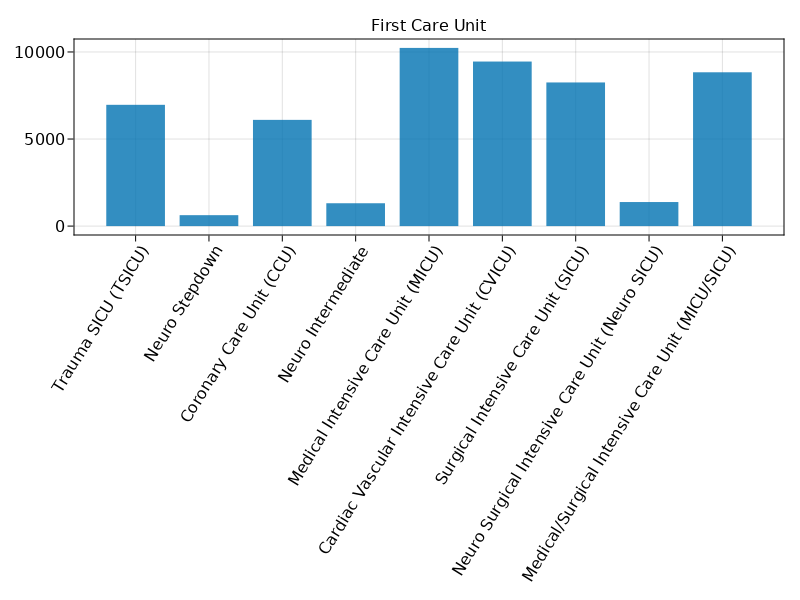 First Care Unit
10000
5000
0
Trauma SICU (TSICU)
Neuro Stepdown
Coronary Care Unit (CCU)
Neuro Intermediate
Medical Intensive Care Unit (MICU)
Cardiac Vascular Intensive Care Unit (CVICU)
Surgical Intensive Care Unit (SICU)
Neuro Surgical Intensive Care Unit (Neuro SICU)
Medical/Surgical Intensive Care Unit (MICU/SICU)